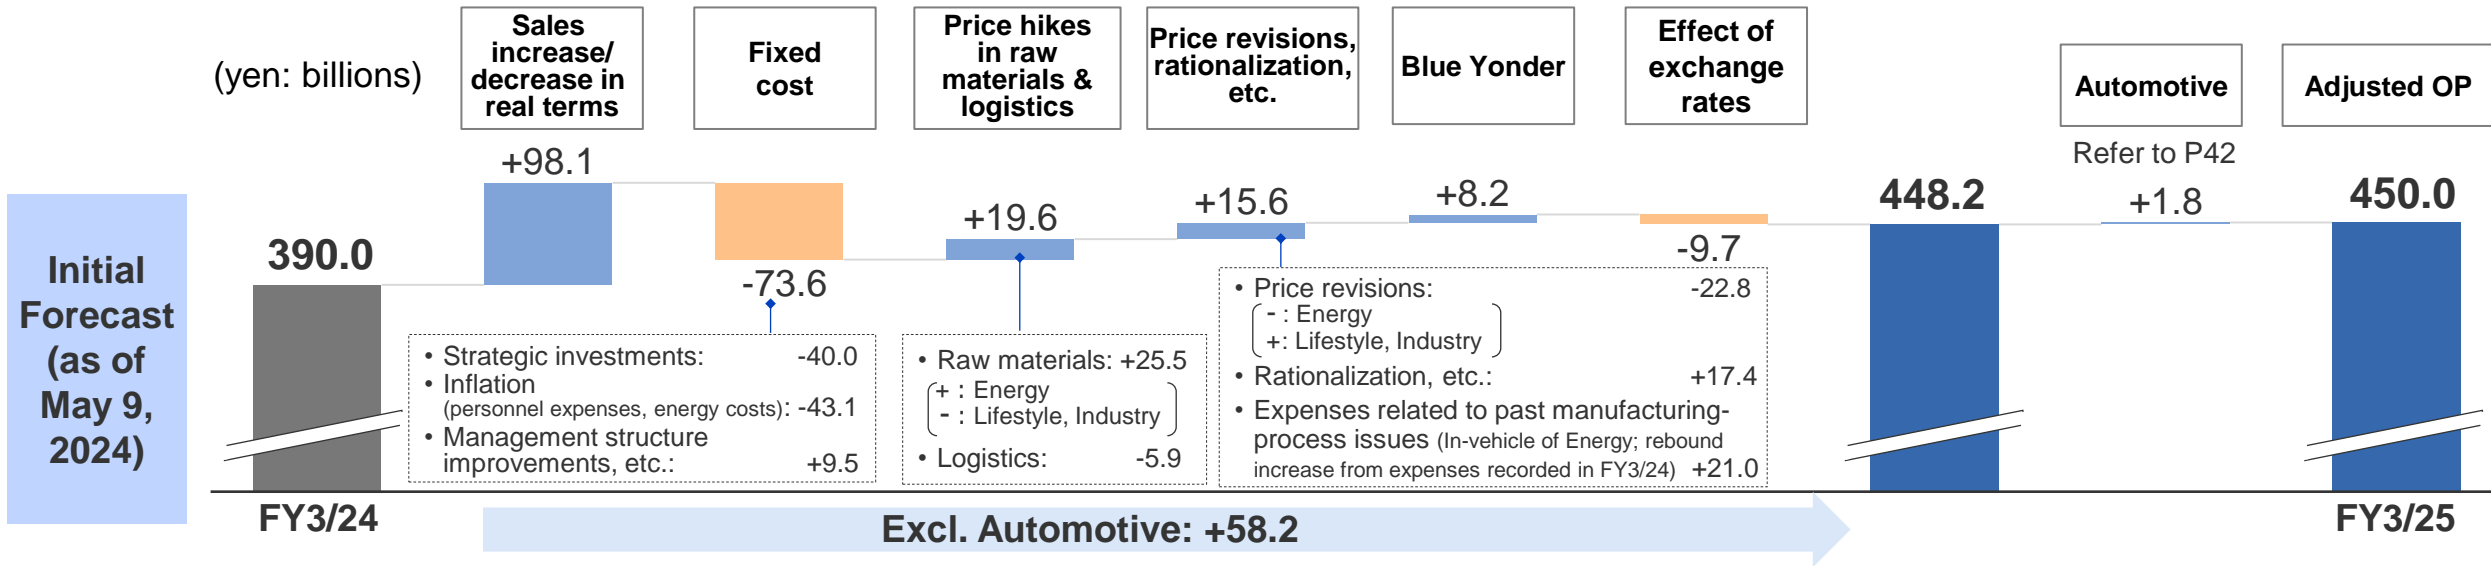 (yen: billions)
Sales
increase/
decrease in
real terms
Fixed
cost
Price hikes
in raw
materials &
logistics
Price revisions,
rationalization,
etc.
Blue Yonder
Effect of
exchange
rates
Automotive
Adjusted OP
Refer to P42
Initial
Forecast
(as of
May 9,
2024)
390.0
+98.1
-73.6
+19.6
+15.6
+8.2
-9.7
448.2
+1.8
450.0
• Strategic investments: -40.0
• Inflation
(personnel expenses, energy costs): -43.1
• Management structure
improvements, etc.: +9.5
• Raw materials: +25.5
+ : Energy
- : Lifestyle, Industry
• Logistics: -5.9
• Price revisions: -22.8
- : Energy
+: Lifestyle, Industry
• Rationalization, etc.: +17.4
• Expenses related to past manufacturing-
process issues (In-vehicle of Energy; rebound
increase from expenses recorded in FY3/24) +21.0
FY3/24
Excl. Automotive: +58.2
FY3/25